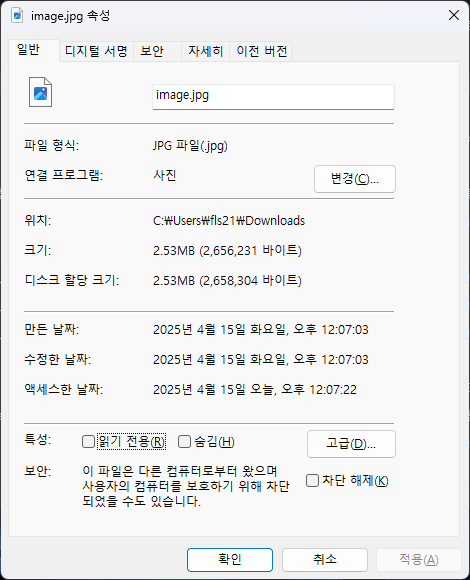 image.jpg 속성
일반 디지털 서명 보안 자세히 이전 버전
image.jpg
파일 형식: JPG 파일(.jpg)
연결 프로그램: 사진 변경(C)...
위치: C:₩Users₩fls21₩Downloads
크기: 2.53MB (2,656,231 바이트)
디스크 할당 크기: 2.53MB (2,658,304 바이트)
만든 날짜: 2025년 4월 15일 화요일, 오후 12:07:03
수정한 날짜: 2025년 4월 15일 화요일, 오후 12:07:03
액세스한 날짜: 2025년 4월 15일 오늘, 오후 12:07:22
특성: 읽기 전용(R) 숨김(H) 고급(D)...
보안: 이 파일은 다른 컴퓨터로부터 왔으며
사용자의 컴퓨터를 보호하기 위해 차단
되었을 수도 있습니다.
차단 해제(K)
확인 취소 적용(A)